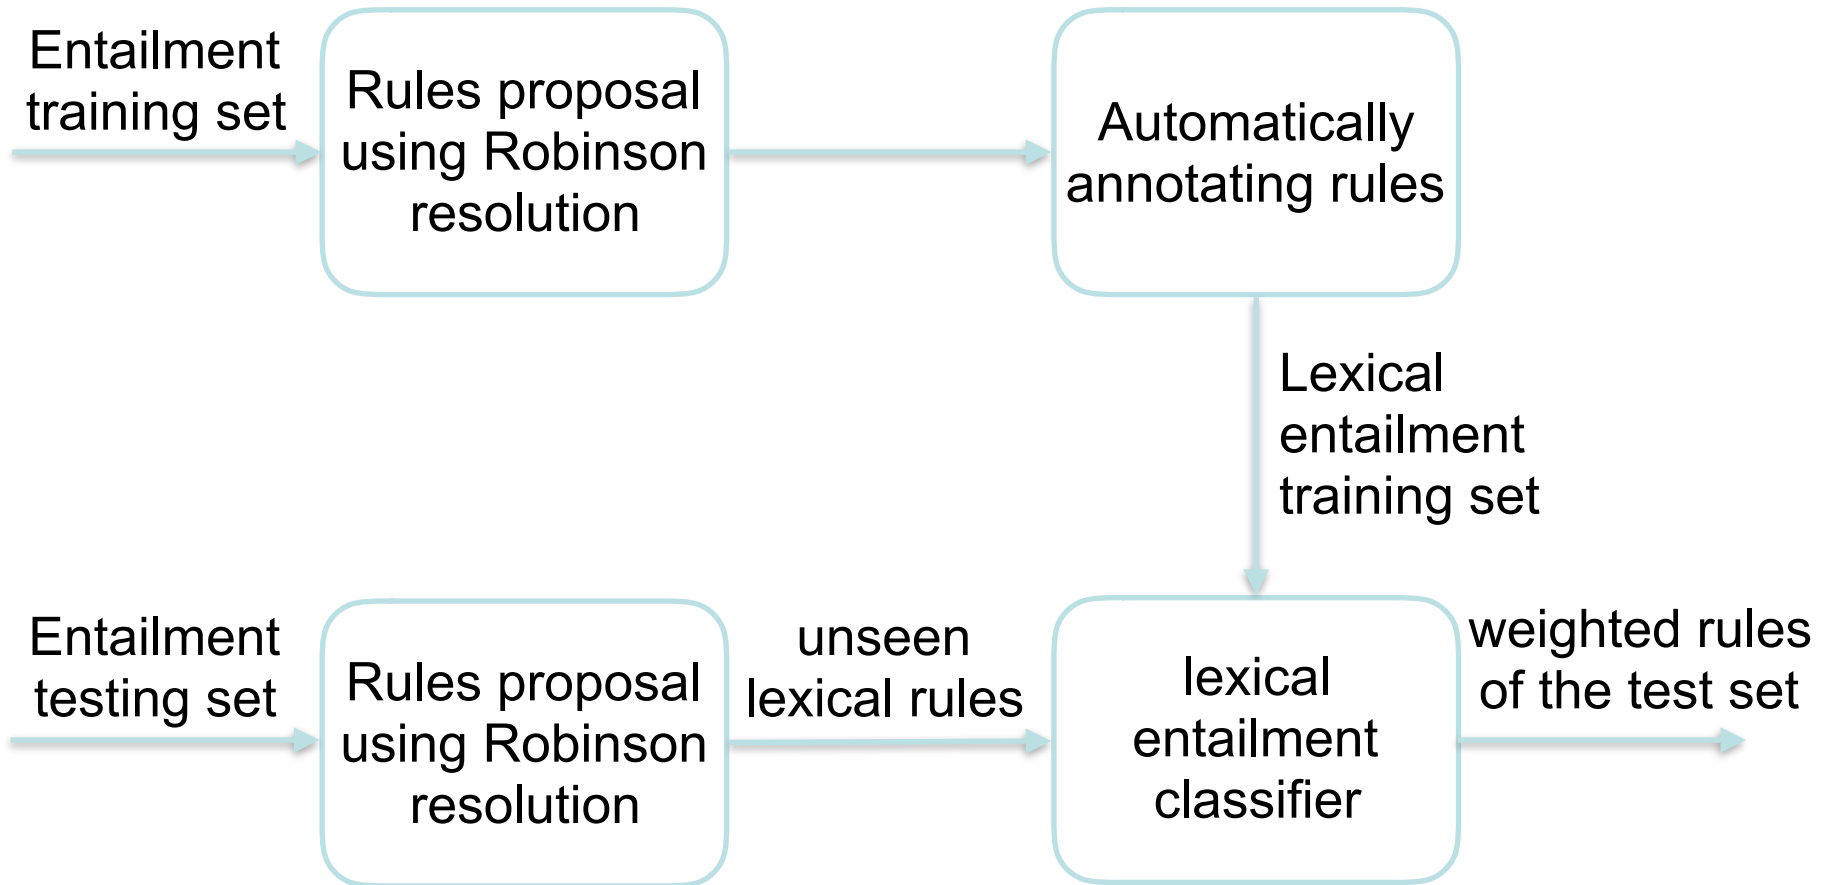 Entailment
training set
Rules proposal
using Robinson
resolution
Automatically
annotating rules
Lexical
entailment
training set
Entailment
testing set
Rules proposal
using Robinson
resolution
unseen
lexical rules
lexical
entailment
classifier
weighted rules
of the test set